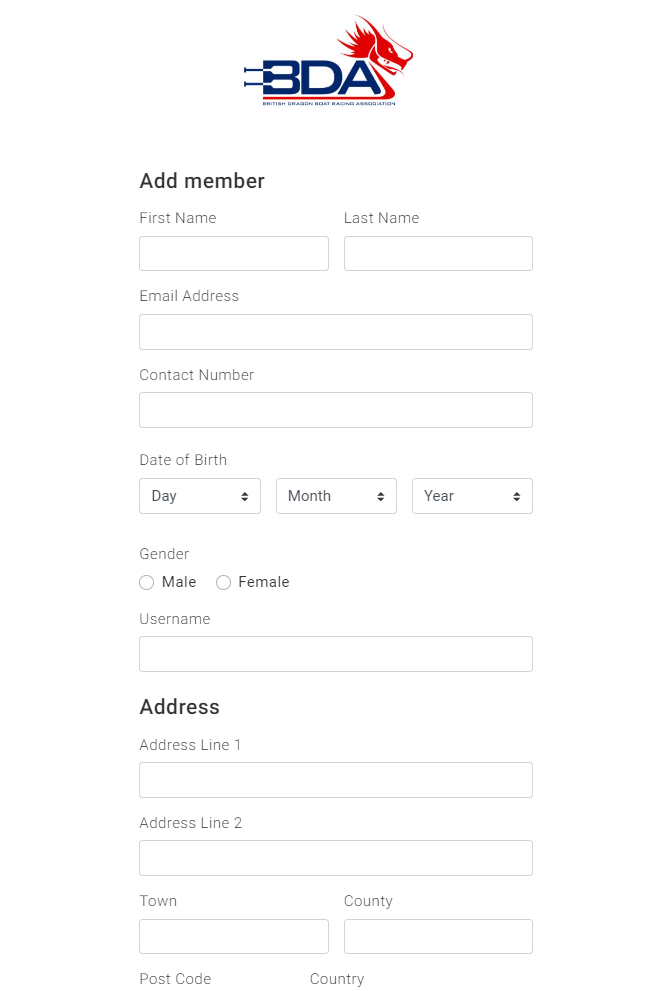 BDA
BRITISH DRAGON BOAT RACING ASSOCIATION
Add member
First Name Last Name
Email Address
Contact Number
Date of Birth
Day Month Year
Gender
Male Female
Username
Address
Address Line 1
Address Line 2
Town County
Post Code Country